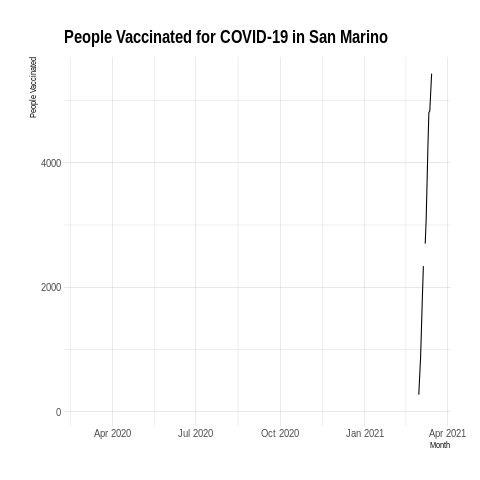 People Vaccinated for COVID-19 in San Marino
People Vaccinated
4000
2000
0
Apr 2020 Jul 2020 Oct 2020 Jan 2021 Apr 2021
Month